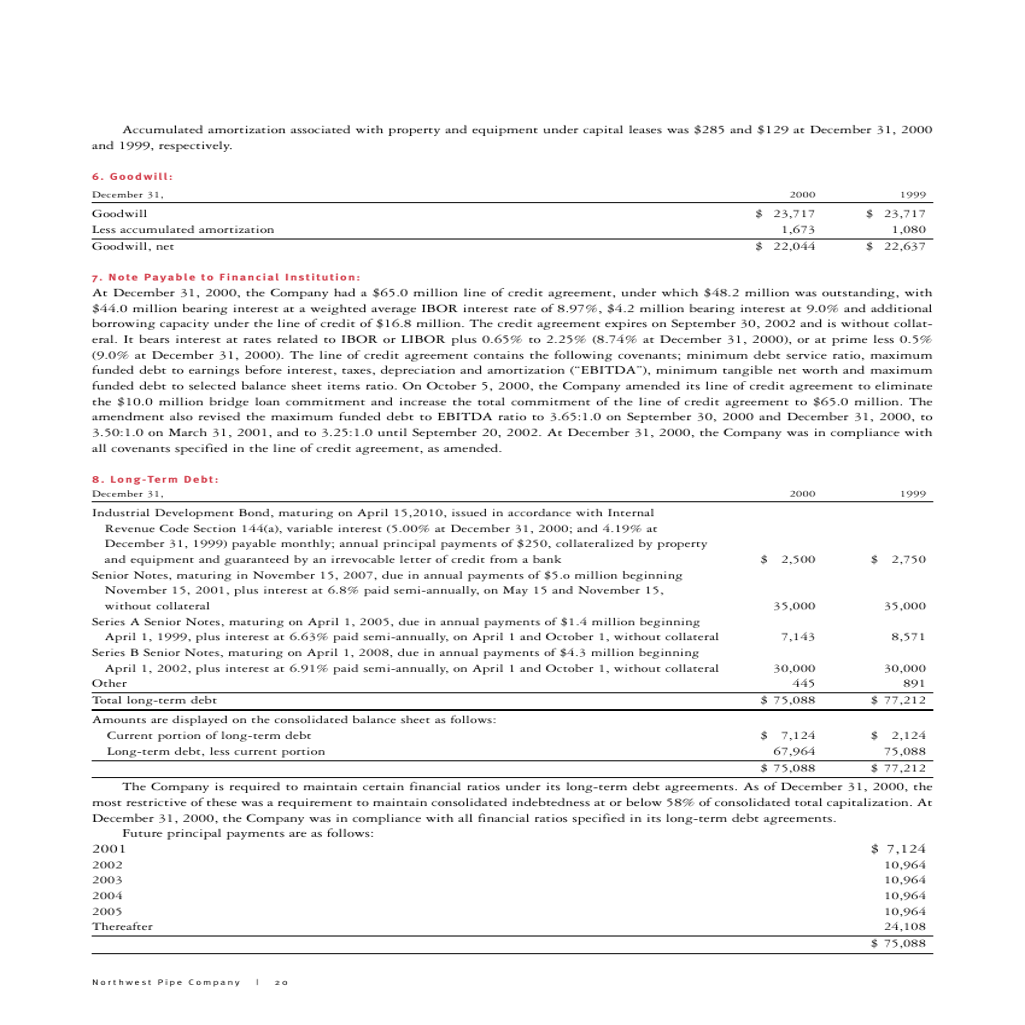 Accumulated amortization associated with property and equipment under capital leases was $285 and $129 at December 31, 2000
and 1999, respectively.
6. Goodwill:
December 31, 2000 1999
Goodwill $ 23,717 $ 23,717
Less accumulated amortization 1,673 1,080
Goodwill, net $ 22,044 $ 22,637
7. Note Payable to Financial Institution:
At December 31, 2000, the Company had a $65.0 million line of credit agreement, under which $48.2 million was outstanding, with
$44.0 million bearing interest at a weighted average IBOR interest rate of 8.97%, $4.2 million bearing interest at 9.0% and additional
borrowing capacity under the line of credit of $16.8 million. The credit agreement expires on September 30, 2002 and is without collat-
eral. It bears interest at rates related to IBOR or LIBOR plus 0.65% to 2.25% (8.74% at December 31, 2000), or at prime less 0.5%
(9.0% at December 31, 2000). The line of credit agreement contains the following covenants; minimum debt service ratio, maximum
funded debt to earnings before interest, taxes, depreciation and amortization (“EBITDA”), minimum tangible net worth and maximum
funded debt to selected balance sheet items ratio. On October 5, 2000, the Company amended its line of credit agreement to eliminate
the $10.0 million bridge loan commitment and increase the total commitment of the line of credit agreement to $65.0 million. The
amendment also revised the maximum funded debt to EBITDA ratio to 3.65:1.0 on September 30, 2000 and December 31, 2000, to
3.50:1.0 on March 31, 2001, and to 3.25:1.0 until September 20, 2002. At December 31, 2000, the Company was in compliance with
all covenants specified in the line of credit agreement, as amended.
8. Long-Term Debt:
December 31, 2000 1999
Industrial Development Bond, maturing on April 15,2010, issued in accordance with Internal
Revenue Code Section 144(a), variable interest (5.00% at December 31, 2000; and 4.19% at
December 31, 1999) payable monthly; annual principal payments of $250, collateralized by property
and equipment and guaranteed by an irrevocable letter of credit from a bank $ 2,500 $ 2,750
Senior Notes, maturing in November 15, 2007, due in annual payments of $5.o million beginning
November 15, 2001, plus interest at 6.8% paid semi-annually, on May 15 and November 15,
without collateral 35,000 35,000
Series A Senior Notes, maturing on April 1, 2005, due in annual payments of $1.4 million beginning
April 1, 1999, plus interest at 6.63% paid semi-annually, on April 1 and October 1, without collateral 7,143 8,571
Series B Senior Notes, maturing on April 1, 2008, due in annual payments of $4.3 million beginning
April 1, 2002, plus interest at 6.91% paid semi-annually, on April 1 and October 1, without collateral 30,000 30,000
Other 445 891
Total long-term debt $ 75,088 $ 77,212
Amounts are displayed on the consolidated balance sheet as follows:
Current portion of long-term debt $ 7,124 $ 2,124
Long-term debt, less current portion 67,964 75,088
$ 75,088 $ 77,212
The Company is required to maintain certain financial ratios under its long-term debt agreements. As of December 31, 2000, the
most restrictive of these was a requirement to maintain consolidated indebtedness at or below 58% of consolidated total capitalization. At
December 31, 2000, the Company was in compliance with all financial ratios specified in its long-term debt agreements.
Future principal payments are as follows:
2001 $ 7,124
2002 10,964
2003 10,964
2004 10,964
2005 10,964
Thereafter 24,108
$ 75,088
Northwest Pipe Company | 20